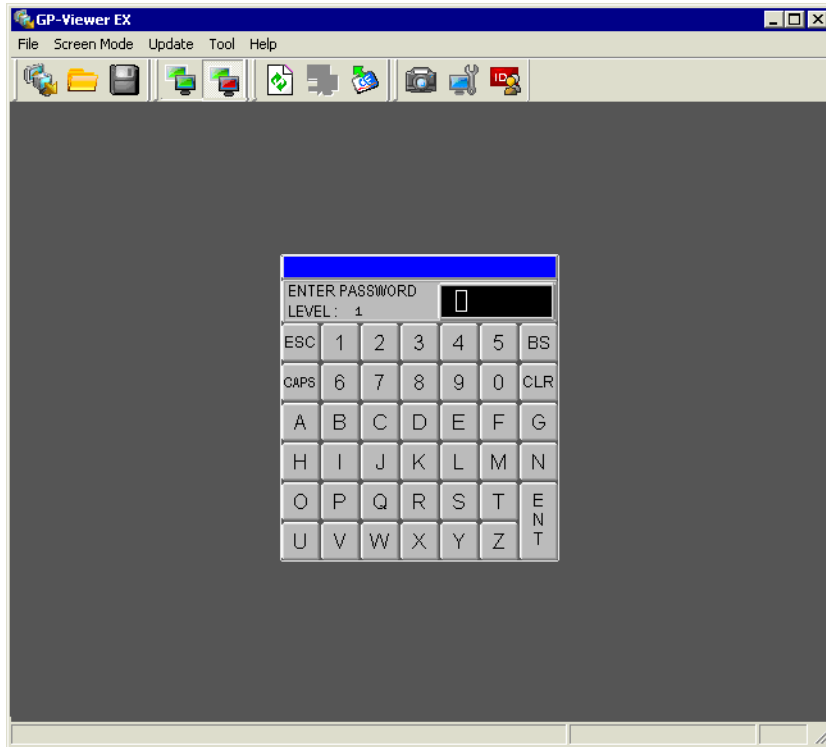 GP-Viewer EX
File Screen Mode Update Tool Help
ID
ENTER PASSWORD
LEVEL : 1
ESC 1 2 3 4 5 BS
CAPS 6 7 8 9 0 CLR
A B C D E F G
H I J K L M N
O P Q R S T ENT
U V W X Y Z